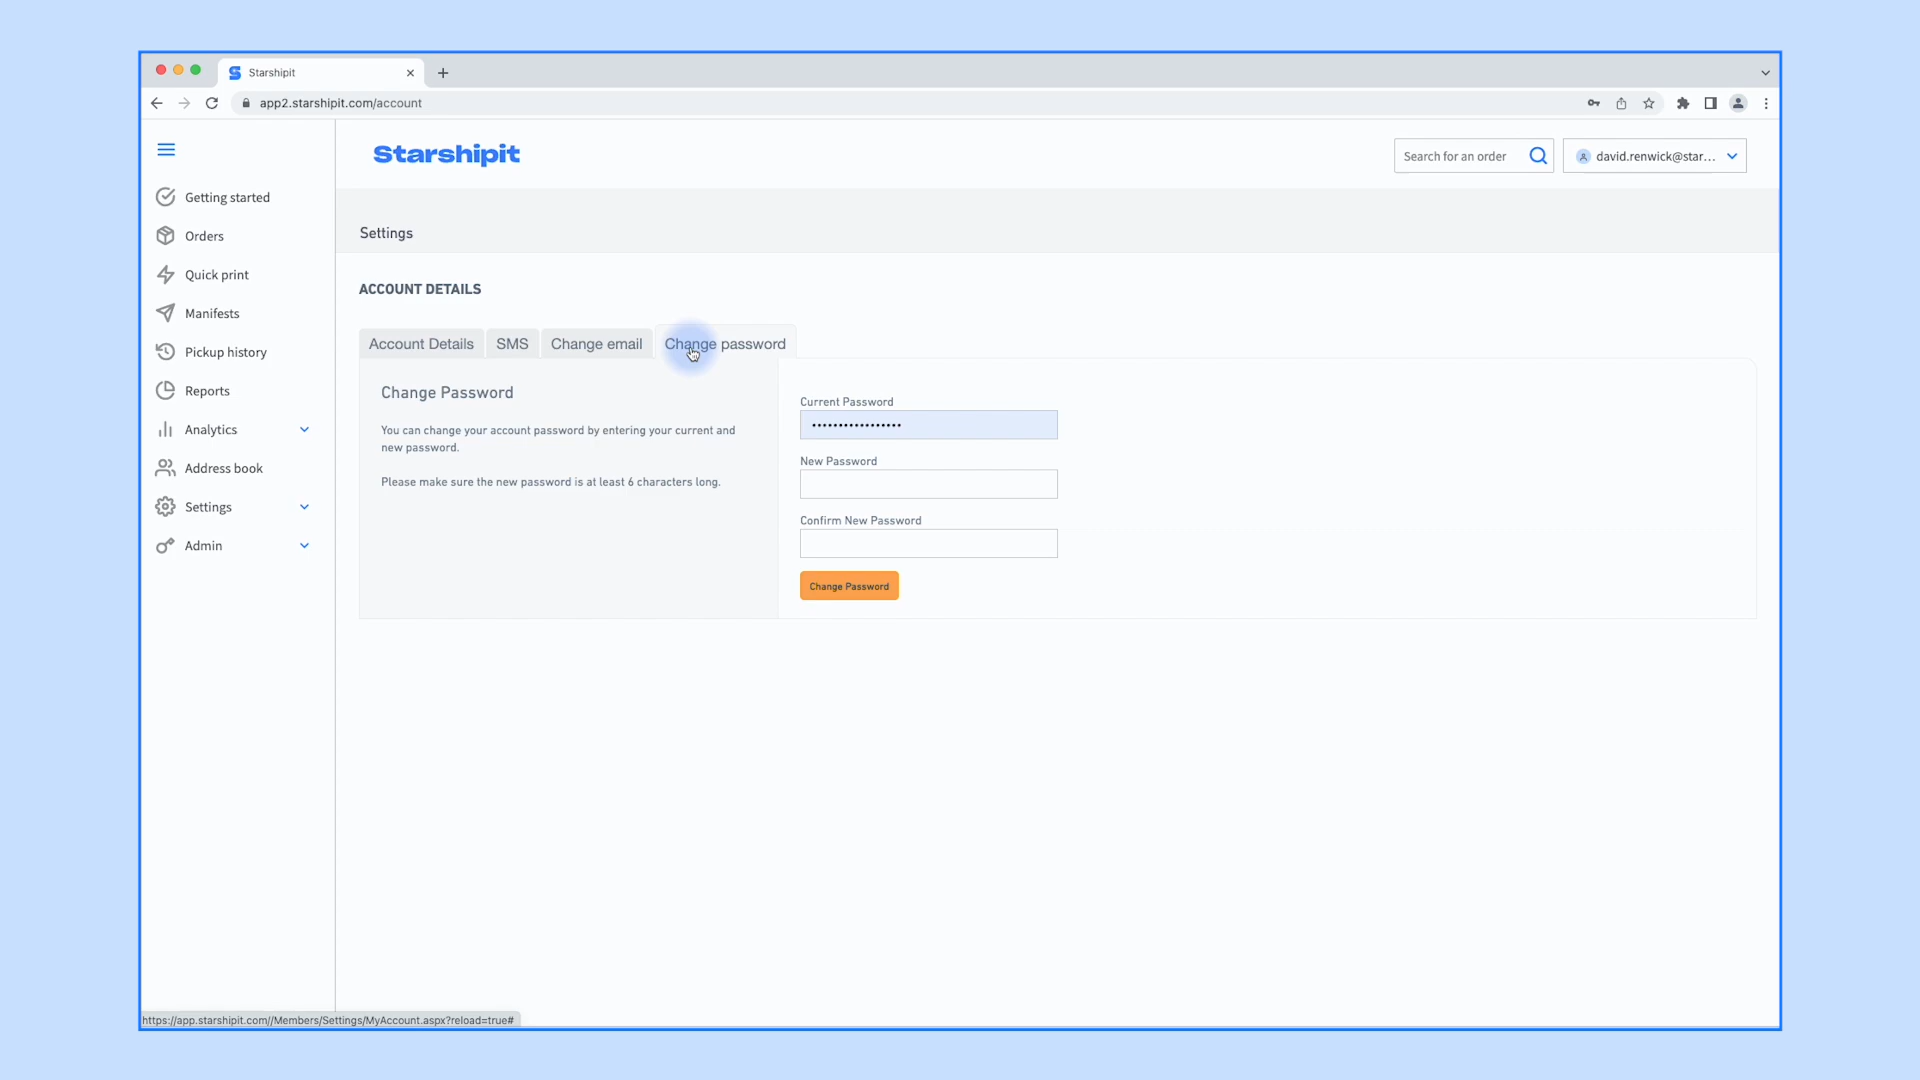 Starshipit
app2.starshipit.com/account
Starshipit
Search for an order
david.renwick@star...
Getting started
Orders
Quick print
Manifests
Pickup history
Reports
Analytics
Address book
Settings
Admin
Settings
ACCOUNT DETAILS
Account Details
SMS
Change email
Change password
Change Password
You can change your account password by entering your current and
new password.
Please make sure the new password is at least 6 characters long.
Current Password
•••••••••••••••••
New Password
Confirm New Password
Change Password
https://app.starshipit.com//Members/Settings/MyAccount.aspx?reload=true#